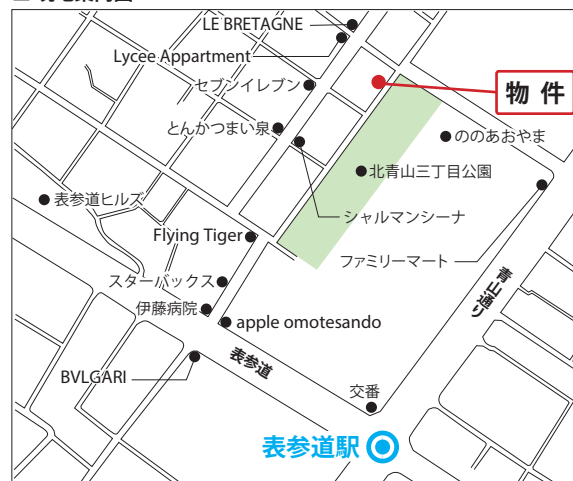 LE BRETAGNE
Lycee Appartment
セブンイレブン
物件
とんかつまい泉
ののあおやま
北青山三丁目公園
表参道ヒルズ
シャルマンシーナ
Flying Tiger
ファミリーマート
スターバックス
青山通り
伊藤病院
apple omotesando
表参道
BVLGARI
交番
表参道駅